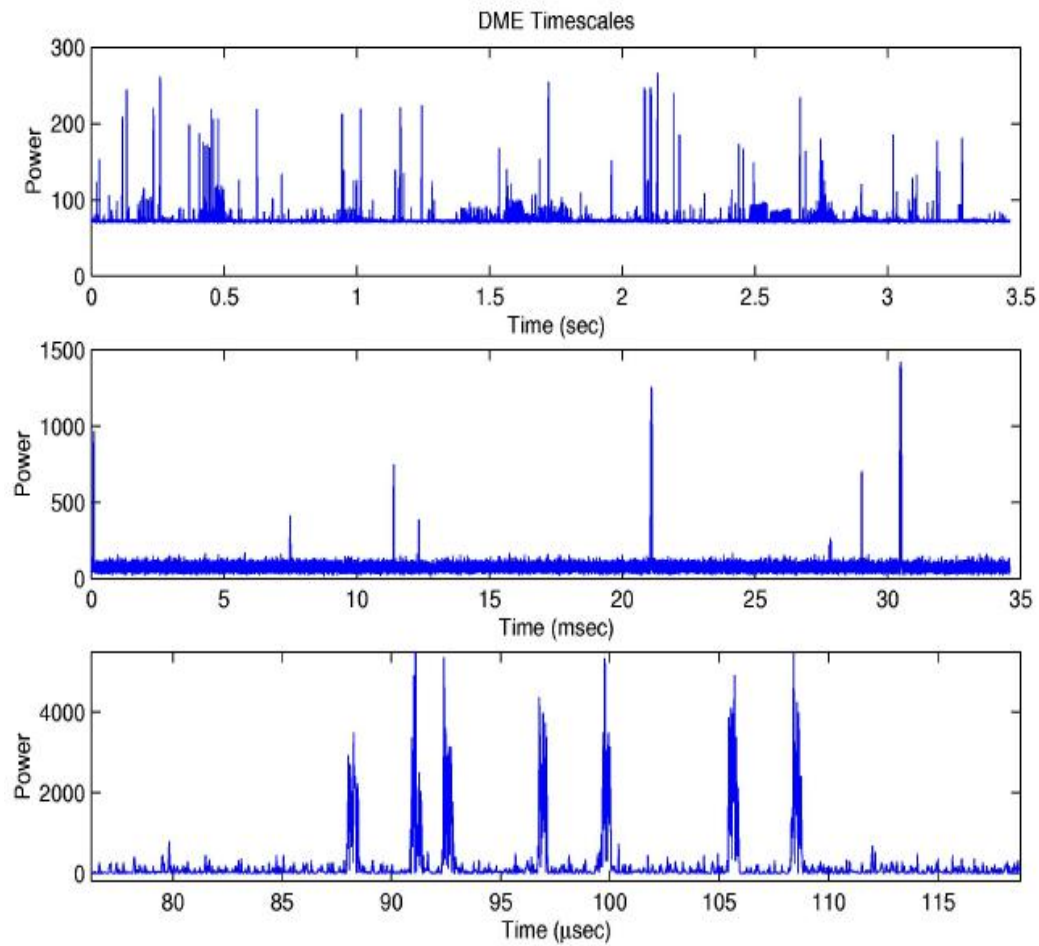 DME Timescales
300
200
100
0
Power
0 0.5 1 1.5 2 2.5 3 3.5
Time (sec)
1500
1000
500
0
Power
0 5 10 15 20 25 30 35
Time (msec)
4000
2000
0
Power
80 85 90 95 100 105 110 115
Time (μsec)